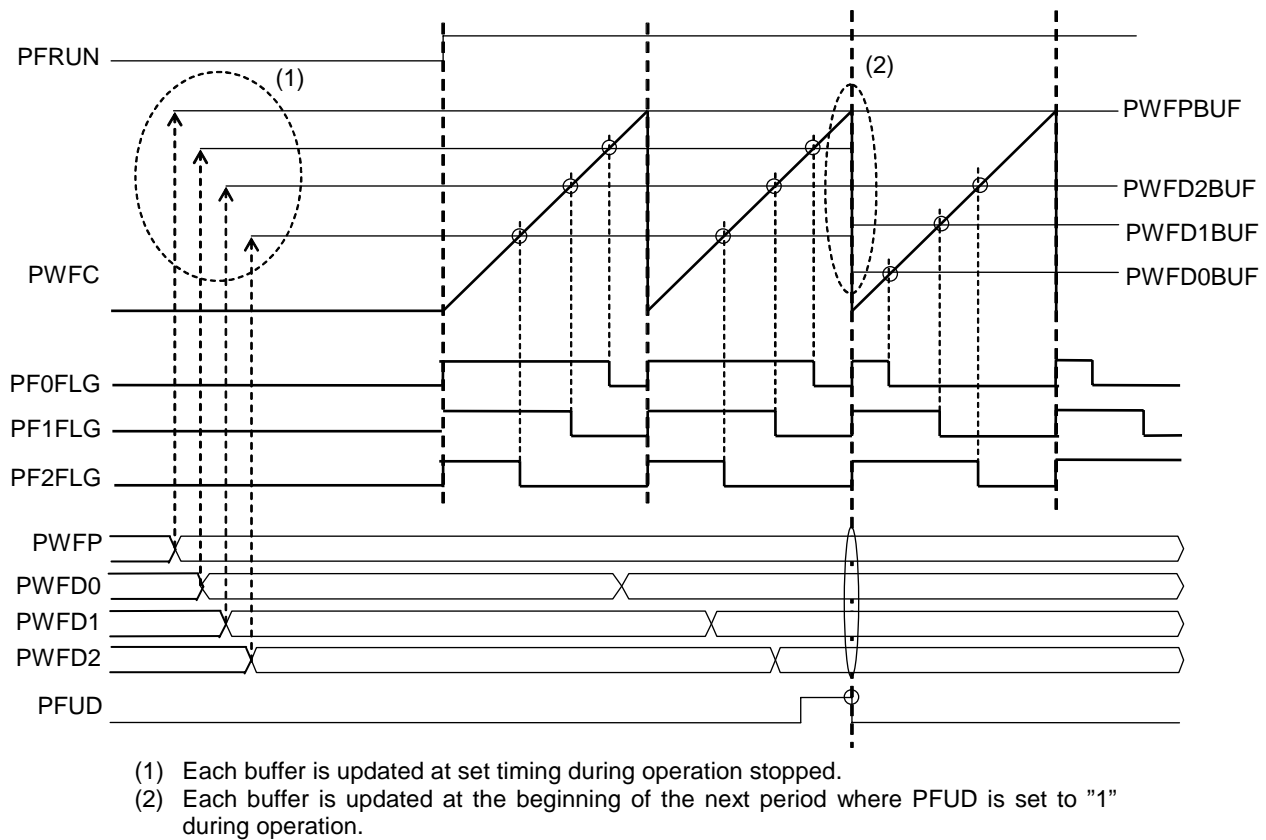 PFRUN
(1)
(2)
PWFPBUF
PWFD2BUF
PWFD1BUF
PWFD0BUF
PWFC
PF0FLG
PF1FLG
PF2FLG
PWFP
PWFD0
PWFD1
PWFD2
PFUD
(1) Each buffer is updated at set timing during operation stopped.
(2) Each buffer is updated at the beginning of the next period where PFUD is set to ”1”
during operation.